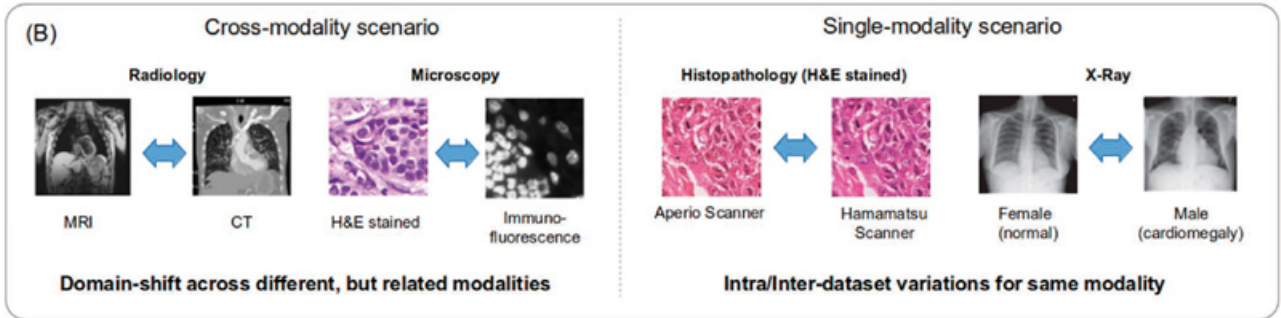 (B)
Cross-modality scenario
Radiology
Microscopy
MRI
CT
H&E stained
Immuno-
fluorescence
Domain-shift across different, but related modalities
Single-modality scenario
Histopathology (H&E stained)
X-Ray
Aperio Scanner
Hamamatsu
Scanner
Female
(normal)
Male
(cardiomegaly)
Intra/Inter-dataset variations for same modality